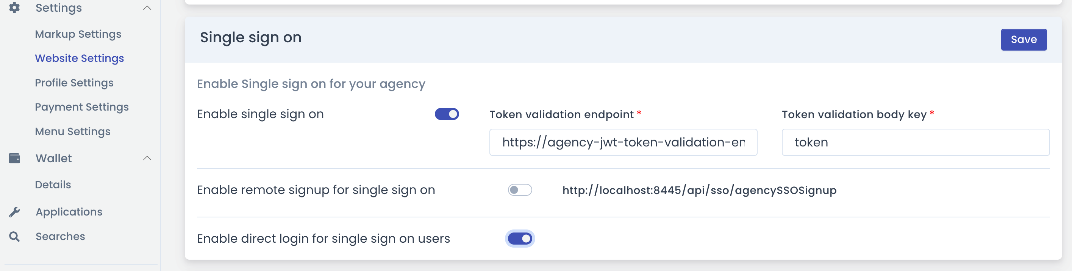 Settings
Markup Settings
Website Settings
Profile Settings
Payment Settings
Menu Settings
Wallet
Details
Applications
Searches
Single sign on
Save
Enable Single sign on for your agency
Enable single sign on
Token validation endpoint *
https://agency-jwt-token-validation-en
Token validation body key *
token
Enable remote signup for single sign on
http://localhost:8445/api/sso/agencySSOSignup
Enable direct login for single sign on users